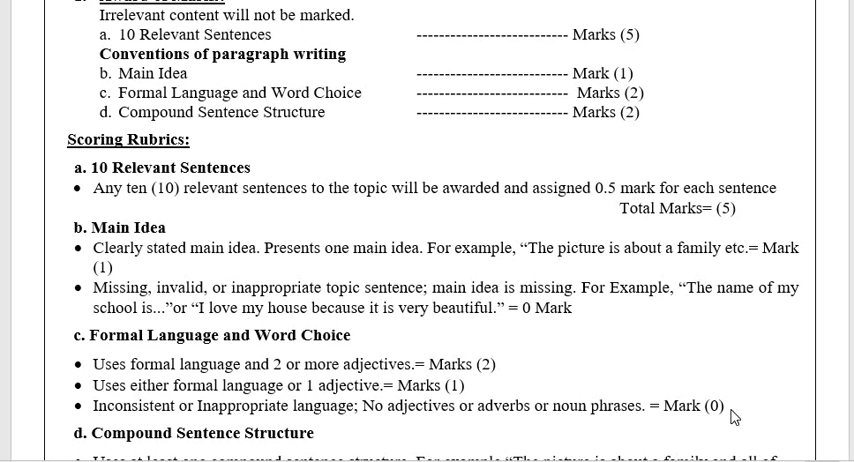 Irrelevant content will not be marked.
a. 10 Relevant Sentences --------------------------- Marks (5)
Conventions of paragraph writing
b. Main Idea --------------------------- Mark (1)
c. Formal Language and Word Choice --------------------------- Marks (2)
d. Compound Sentence Structure --------------------------- Marks (2)
Scoring Rubrics:
a. 10 Relevant Sentences
• Any ten (10) relevant sentences to the topic will be awarded and assigned 0.5 mark for each sentence
Total Marks= (5)
b. Main Idea
• Clearly stated main idea. Presents one main idea. For example, “The picture is about a family etc.= Mark
(1)
• Missing, invalid, or inappropriate topic sentence; main idea is missing. For Example, “The name of my
school is...”or “I love my house because it is very beautiful.” = 0 Mark
c. Formal Language and Word Choice
• Uses formal language and 2 or more adjectives.= Marks (2)
• Uses either formal language or 1 adjective.= Marks (1)
• Inconsistent or Inappropriate language; No adjectives or adverbs or noun phrases. = Mark (0)
d. Compound Sentence Structure